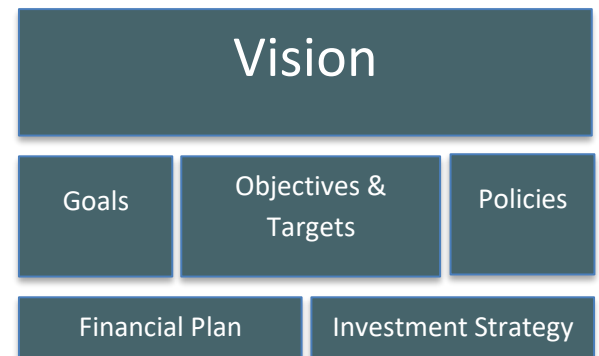 Vision
Goals
Objectives &
Targets
Policies
Financial Plan
Investment Strategy